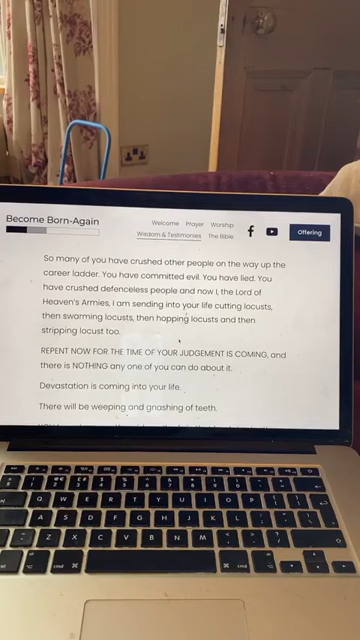 Become Born-Again
Welcome Prayer Worship
Wisdom & Testimonies The Bible
Offering
So many of you have crushed other people on the way up the
career ladder. You have committed evil. You have lied. You
have crushed defenceless people and now I, the Lord of
Heaven's Armies, I am sending into your life cutting locusts,
then swarming locusts, then hopping locusts and then
stripping locust too.
REPENT NOW FOR THE TIME OF YOUR JUDGEMENT IS COMING, and
there is NOTHING any one of you can do about it.
Devastation is coming into your life.
There will be weeping and gnashing of teeth.
Q W E R T Y U I O P
A S D F G H J K L
Z X C V B N M
cmd cmd